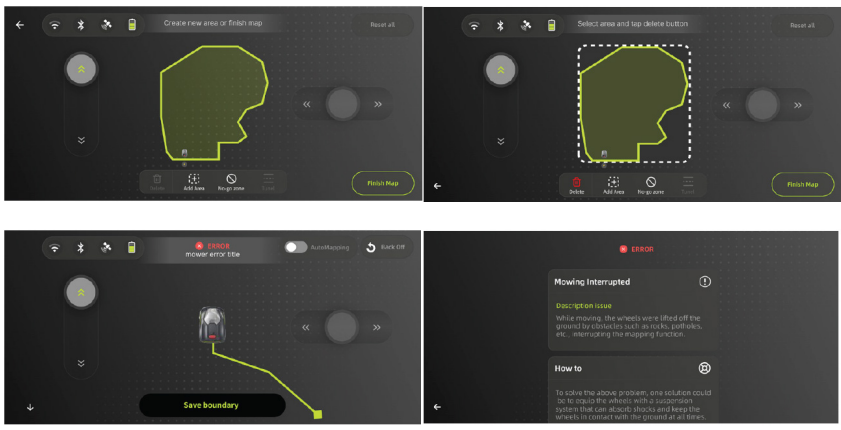 Create new area or finish map
Reset all
Delete
Add Area
No-go zone
Finish Map
Select area and tap delete button
Reset all
Delete
Add Area
No-go zone
Finish Map
ERROR
mower error title
AutoMapping
Back Off
Save boundary
ERROR
Mowing Interrupted
Description issue
While moving, the wheels were lifted off the
ground by obstacles such as rocks, potholes,
etc., interrupting the mapping function.
How to
To solve the above problem, one solution could
be to equip the wheels with a suspension
system that can absorb shocks and keep the
wheels in contact with the ground at all times.